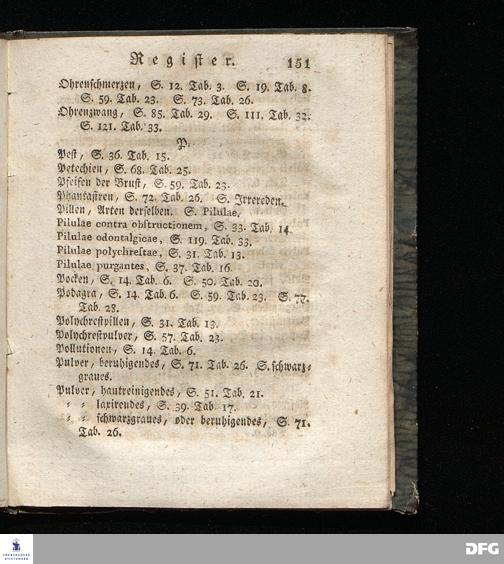 Register. 151
Ohrenschmerzen, S. 12. Tab. 3. S. 19. Tab. 8.
S. 59. Tab. 23. S. 73. Tab. 26.
Ohrenzwang, S. 85. Tab. 29. S. 111. Tab. 32.
S. 121. Tab. 33.
P.
Pest, S. 36. Tab. 15.
Petechien, S. 68. Tab. 25.
Pfeifen der Brust, S. 59. Tab. 23.
Phantastren, S. 72. Tab. 26. S. Irrereden.
Pillen, Arten derselben. S. Pilulae.
Pilulae contra obstructionem, S. 33. Tab. 14
Pilulae odontalgicae, S. 119. Tab. 33.
Pilulae polychrestae, S. 31. Tab. 13.
Pilulae purgantes, S. 37. Tab. 16.
Pocken, S. 14. Tab. 6. S. 50. Tab. 20.
Podagra, S. 14. Tab. 6. S. 59. Tab. 23. S. 77.
Tab. 28.
Polychrestpillen, S. 31. Tab. 13.
Polychrestpulver, S. 57. Tab. 23.
Pollutionen, S. 14. Tab. 6.
Pulver, beruhigendes, S. 71. Tab. 26. S. schwarz-
graues.
Pulver, hautreinigendes, S. 51. Tab. 21.
- - laxirendes, S. 39. Tab. 17.
- - schwarzgraues, oder beruhigendes, S. 71.
Tab. 26.
FRANCKESCHE
STIFTUNGEN
DFG